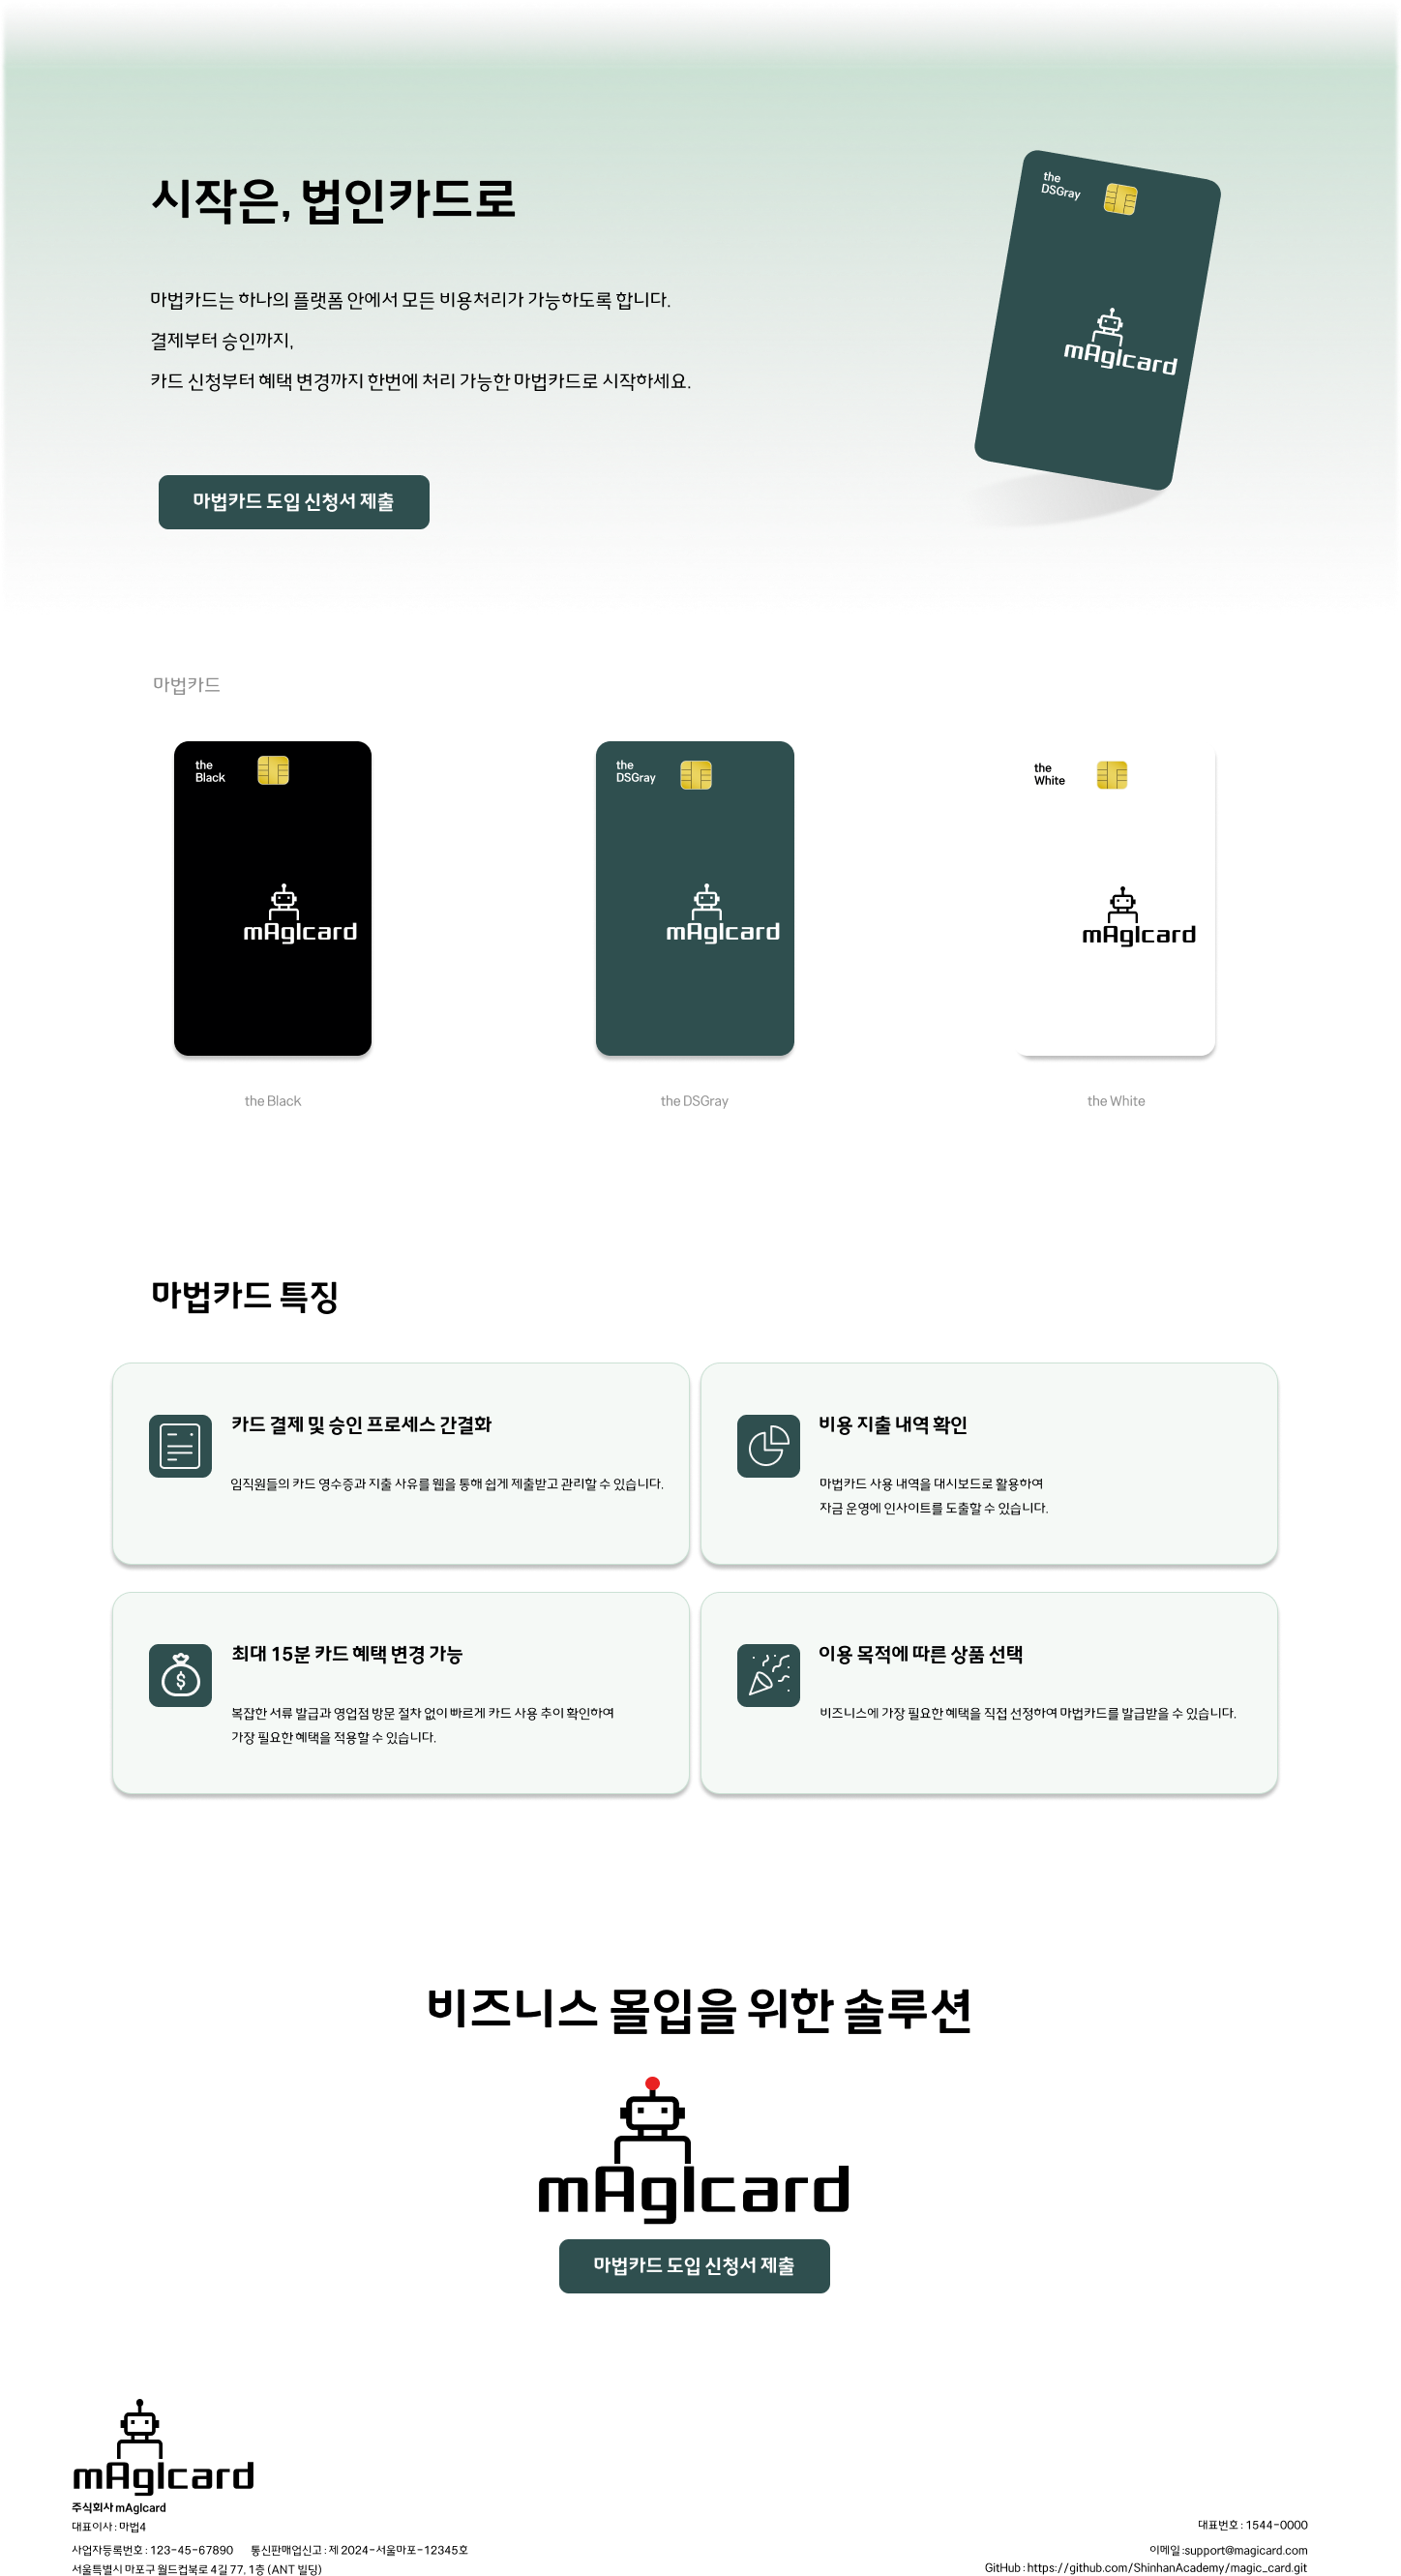 시작은, 법인카드로
the
DSGray
마법카드는 하나의 플랫폼 안에서 모든 비용처리가 가능하도록 합니다.
결제부터 승인까지,
mAgIcard
카드 신청부터 혜택 변경까지 한번에 처리 가능한 마법카드로 시작하세요.
마법카드 도입 신청서 제출
마법카드
the
Black
mAgIcard
the
DSGray
mAgIcard
the
White
mAgIcard
the Black
the DSGray
the White
마법카드 특징
카드 결제 및 승인 프로세스 간결화
임직원들의 카드 영수증과 지출 사유를 웹을 통해 쉽게 제출받고 관리할 수 있습니다.
비용 지출 내역 확인
마법카드 사용 내역을 대시보드로 활용하여
자금 운영에 인사이트를 도출할 수 있습니다.
최대 15분 카드 혜택 변경 가능
복잡한 서류 발급과 영업점 방문 절차 없이 빠르게 카드 사용 추이 확인하여
가장 필요한 혜택을 적용할 수 있습니다.
이용 목적에 따른 상품 선택
비즈니스에 가장 필요한 혜택을 직접 선정하여 마법카드를 발급받을 수 있습니다.
비즈니스 몰입을 위한 솔루션
mAgIcard
마법카드 도입 신청서 제출
mAgIcard
주식회사 mAgIcard
대표이사 : 마법4
사업자등록번호 : 123-45-67890 통신판매업신고 : 제 2024-서울마포-12345호
서울특별시 마포구 월드컵북로 4길 77, 1층 (ANT 빌딩)
대표번호 : 1544-0000
이메일 :support@magicard.com
GitHub : https://github.com/ShinhanAcademy/magic_card.git